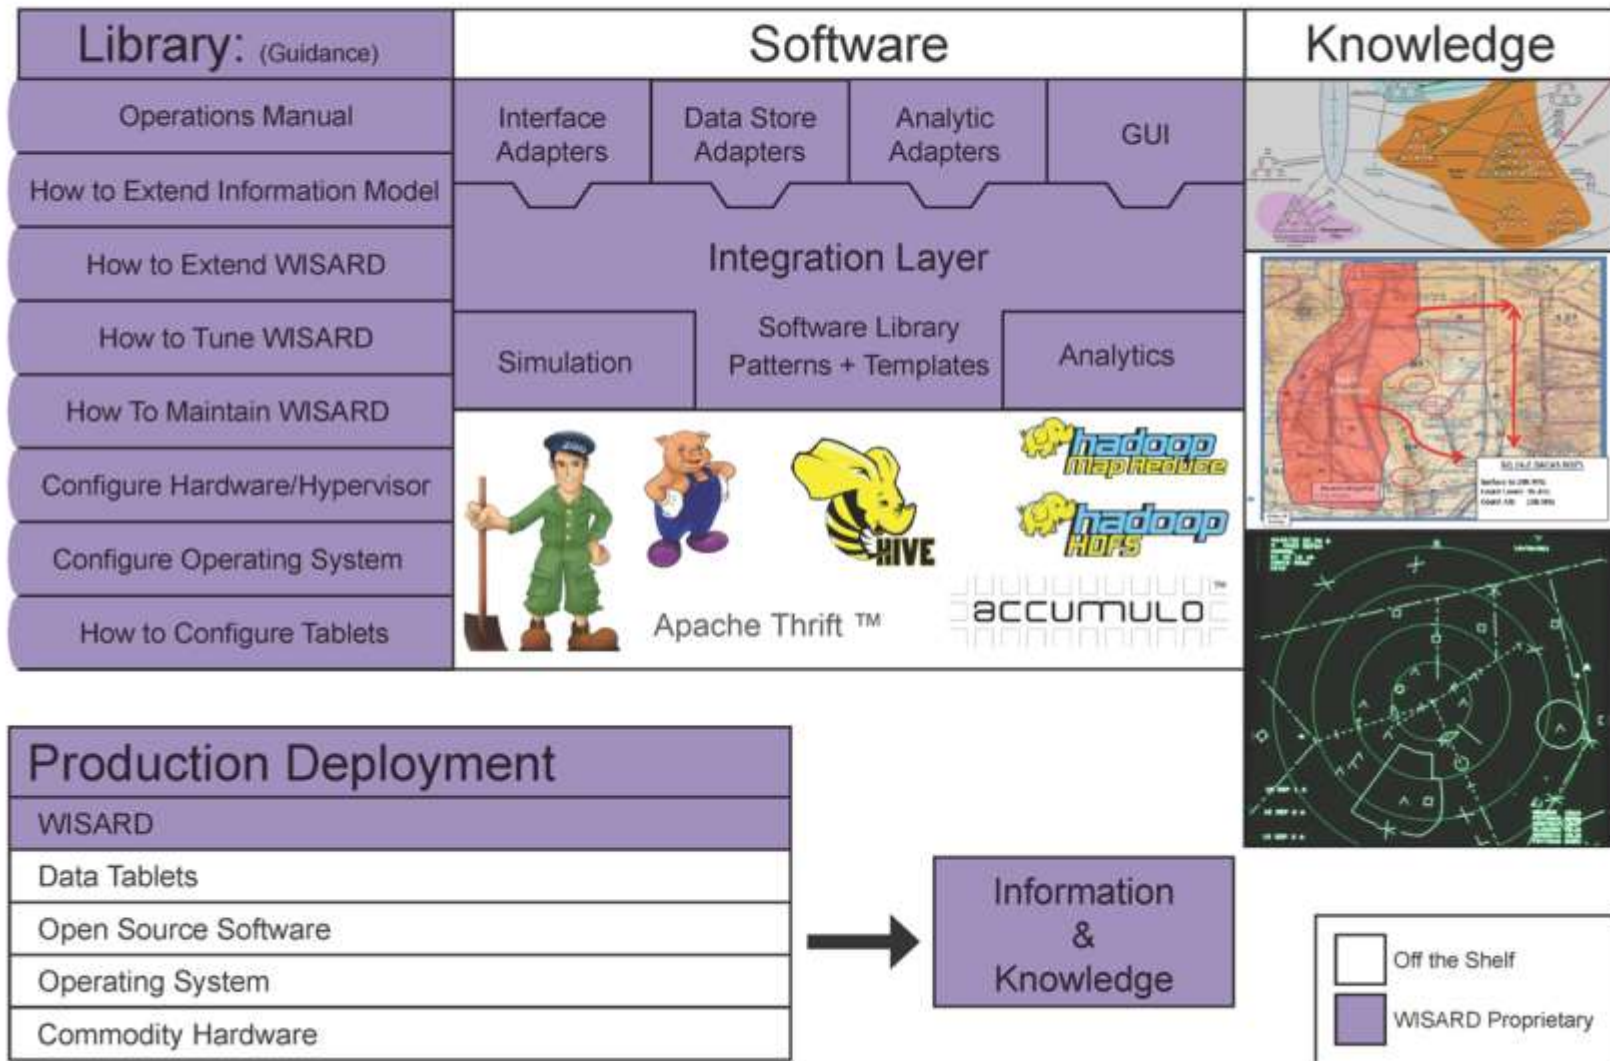 Library: (Guidance)
Software
Knowledge
Operations Manual
How to Extend Information Model
How to Extend WISARD
How to Tune WISARD
How To Maintain WISARD
Configure Hardware/Hypervisor
Configure Operating System
How to Configure Tablets
Interface
Adapters
Data Store
Adapters
Analytic
Adapters
GUI
Integration Layer
Simulation
Software Library
Patterns + Templates
Analytics
HIVE
hadoop
Map Reduce
hadoop
HDFS
Apache Thrift ™
accumulo ™
Production Deployment
WISARD
Data Tablets
Open Source Software
Operating System
Commodity Hardware
Information
&
Knowledge
Off the Shelf
WISARD Proprietary